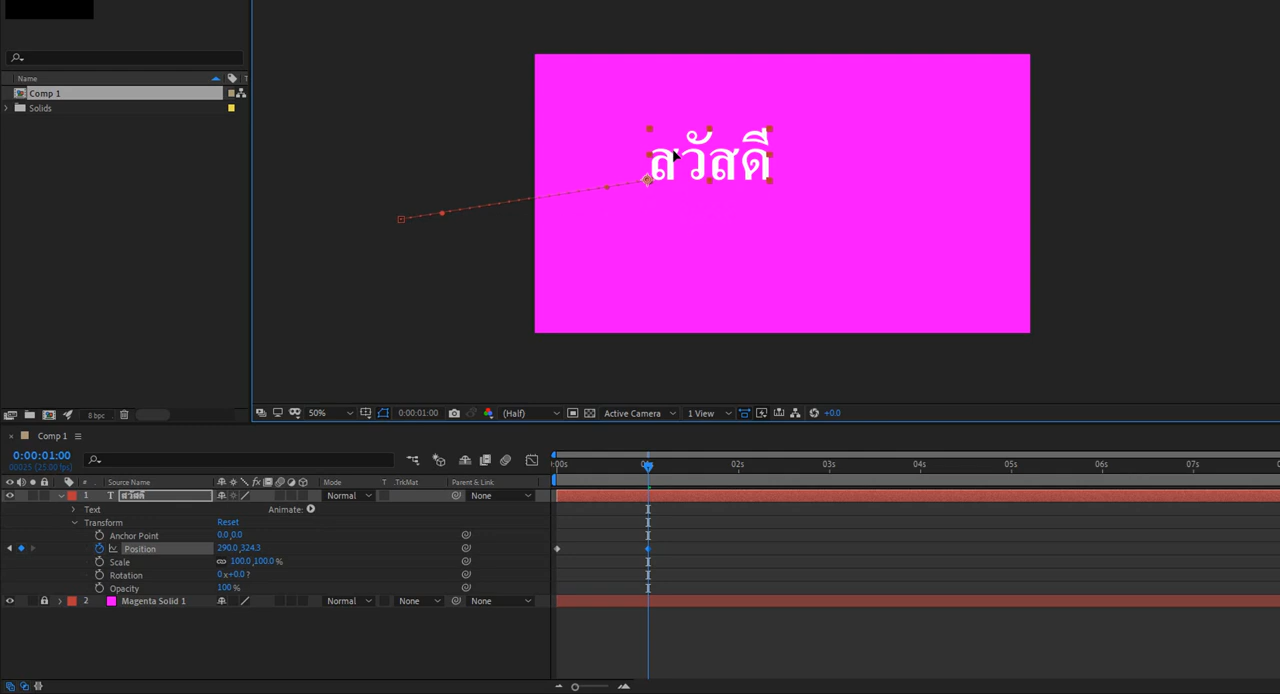 Name
Comp 1
Solids
8 bpc
สวัสดี
50%
0:00:01:00
(Half)
Active Camera
1 View
+0.0
Comp 1
0:00:01:00
00025 (25.00 fps)
:00s 02s 03s 04s 05s 06s 07s
# Source Name Mode T .TrkMat Parent & Link
1 T สวัสดี Normal None
Text Animate:
Transform Reset
Anchor Point 0.0,0.0
Position 290.0,324.3
Scale 100.0,100.0%
Rotation 0x+0.0?
Opacity 100%
2 Magenta Solid 1 Normal None None